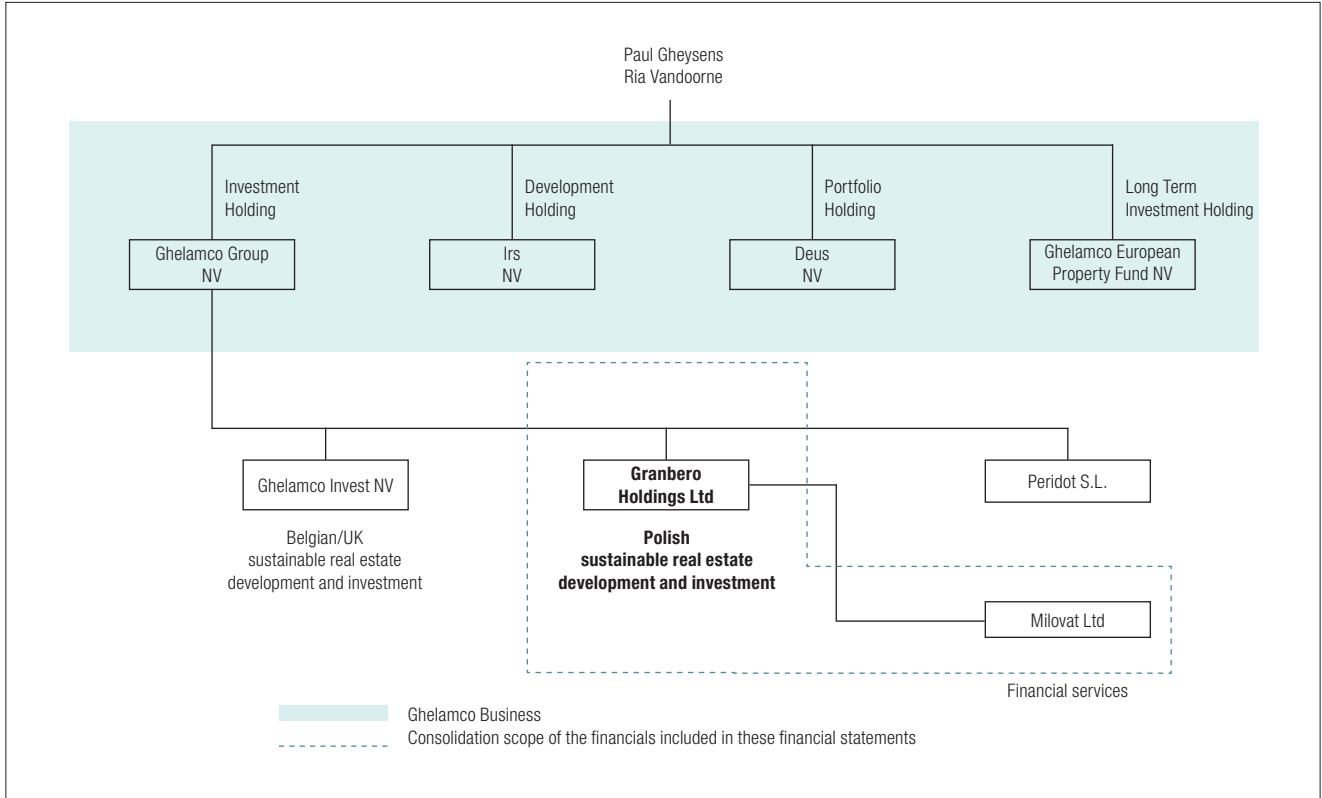 Paul Gheysens
Ria Vandoorne
Investment
Holding
Development
Holding
Portfolio
Holding
Long Term
Investment Holding
Ghelamco Group
NV
Irs
NV
Deus
NV
Ghelamco European
Property Fund NV
Ghelamco Invest NV
Granbero
Holdings Ltd
Peridot S.L.
Belgian/UK
sustainable real estate
development and investment
Polish
sustainable real estate
development and investment
Milovat Ltd
Financial services
Ghelamco Business
Consolidation scope of the financials included in these financial statements